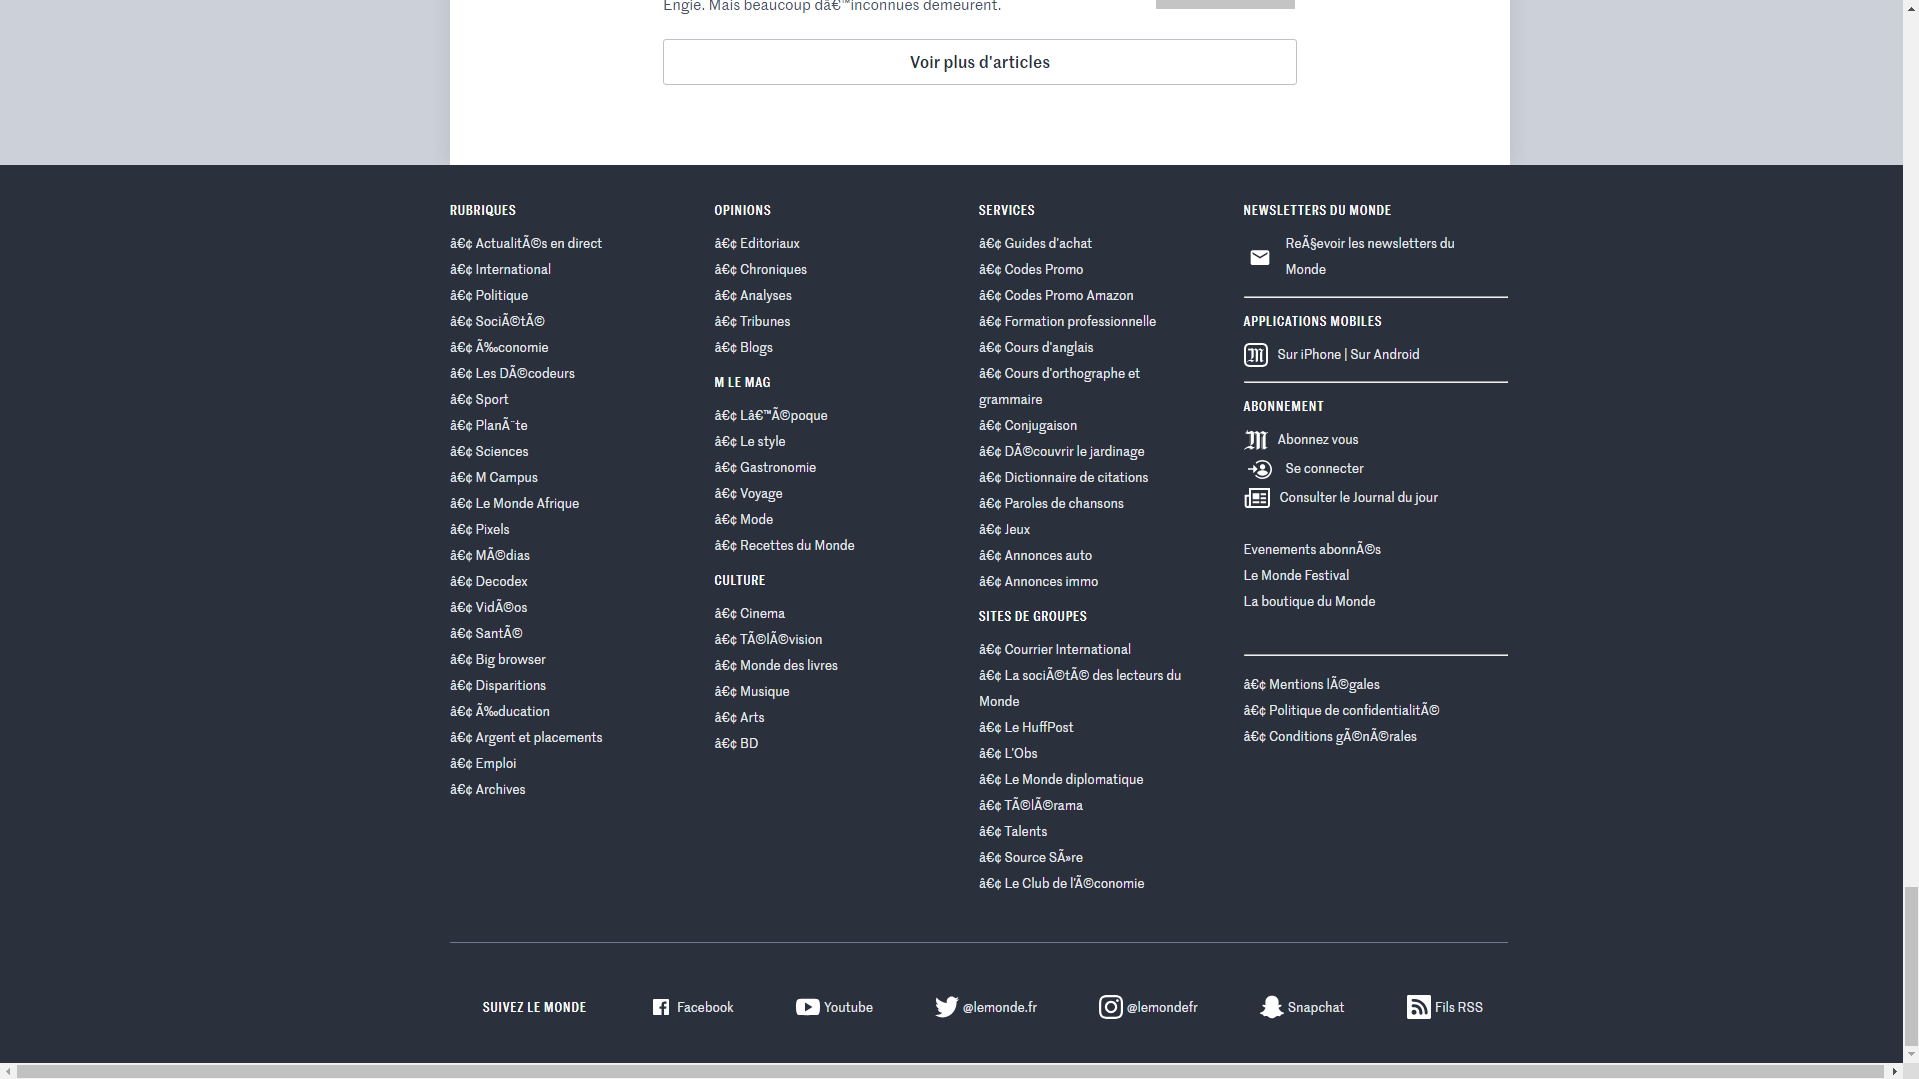 Engie. Mais beaucoup dâ€™inconnues demeurent.
Voir plus d'articles
RUBRIQUES
â€¢ ActualitÃ©s en direct
â€¢ International
â€¢ Politique
â€¢ SociÃ©tÃ©
â€¢ Ã‰conomie
â€¢ Les DÃ©codeurs
â€¢ Sport
â€¢ PlanÃ¨te
â€¢ Sciences
â€¢ M Campus
â€¢ Le Monde Afrique
â€¢ Pixels
â€¢ MÃ©dias
â€¢ Decodex
â€¢ VidÃ©os
â€¢ SantÃ©
â€¢ Big browser
â€¢ Disparitions
â€¢ Ã‰ducation
â€¢ Argent et placements
â€¢ Emploi
â€¢ Archives
OPINIONS
â€¢ Editoriaux
â€¢ Chroniques
â€¢ Analyses
â€¢ Tribunes
â€¢ Blogs
M LE MAG
â€¢ Lâ€™Ã©poque
â€¢ Le style
â€¢ Gastronomie
â€¢ Voyage
â€¢ Mode
â€¢ Recettes du Monde
CULTURE
â€¢ Cinema
â€¢ TÃ©lÃ©vision
â€¢ Monde des livres
â€¢ Musique
â€¢ Arts
â€¢ BD
SERVICES
â€¢ Guides d'achat
â€¢ Codes Promo
â€¢ Codes Promo Amazon
â€¢ Formation professionnelle
â€¢ Cours d'anglais
â€¢ Cours d'orthographe et
grammaire
â€¢ Conjugaison
â€¢ DÃ©couvrir le jardinage
â€¢ Dictionnaire de citations
â€¢ Paroles de chansons
â€¢ Jeux
â€¢ Annonces auto
â€¢ Annonces immo
SITES DE GROUPES
â€¢ Courrier International
â€¢ La sociÃ©tÃ© des lecteurs du
Monde
â€¢ Le HuffPost
â€¢ L'Obs
â€¢ Le Monde diplomatique
â€¢ TÃ©lÃ©rama
â€¢ Talents
â€¢ Source SÃ»re
â€¢ Le Club de l'Ã©conomie
NEWSLETTERS DU MONDE
ReÃ§evoir les newsletters du
Monde
APPLICATIONS MOBILES
Sur iPhone | Sur Android
ABONNEMENT
Abonnez vous
Se connecter
Consulter le Journal du jour
Evenements abonnÃ©s
Le Monde Festival
La boutique du Monde
â€¢ Mentions lÃ©gales
â€¢ Politique de confidentialitÃ©
â€¢ Conditions gÃ©nÃ©rales
SUIVEZ LE MONDE
Facebook
Youtube
@lemonde.fr
@lemondefr
Snapchat
Fils RSS